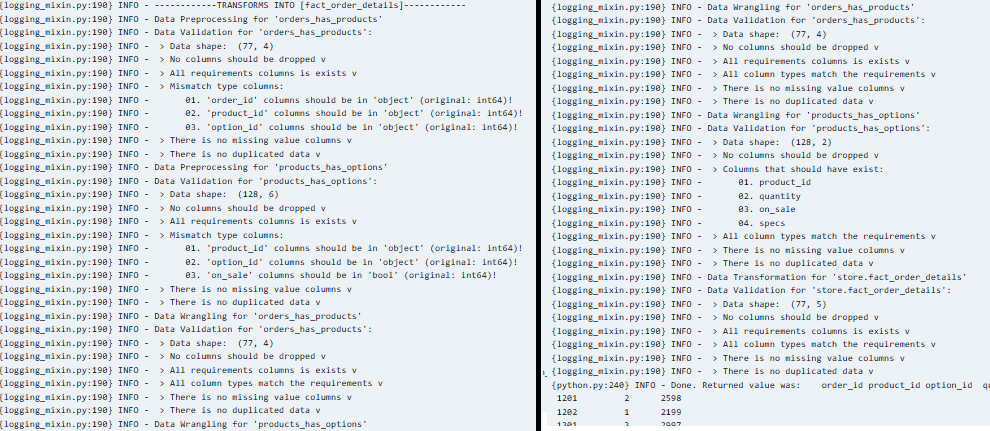 {logging_mixin.py:190} INFO - ------------TRANSFORMS INTO [fact_order_details]------------
{logging_mixin.py:190} INFO - Data Preprocessing for 'orders_has_products'
{logging_mixin.py:190} INFO - Data Validation for 'orders_has_products':
{logging_mixin.py:190} INFO -  > Data shape:  (77, 4)
{logging_mixin.py:190} INFO -  > No columns should be dropped v
{logging_mixin.py:190} INFO -  > All requirements columns is exists v
{logging_mixin.py:190} INFO -  > Mismatch type columns:
{logging_mixin.py:190} INFO -       01. 'order_id' columns should be in 'object' (original: int64)!
{logging_mixin.py:190} INFO -       02. 'product_id' columns should be in 'object' (original: int64)!
{logging_mixin.py:190} INFO -       03. 'option_id' columns should be in 'object' (original: int64)!
{logging_mixin.py:190} INFO -  > There is no missing value columns v
{logging_mixin.py:190} INFO -  > There is no duplicated data v
{logging_mixin.py:190} INFO - Data Preprocessing for 'products_has_options'
{logging_mixin.py:190} INFO - Data Validation for 'products_has_options':
{logging_mixin.py:190} INFO -  > Data shape:  (128, 6)
{logging_mixin.py:190} INFO -  > No columns should be dropped v
{logging_mixin.py:190} INFO -  > All requirements columns is exists v
{logging_mixin.py:190} INFO -  > Mismatch type columns:
{logging_mixin.py:190} INFO -       01. 'product_id' columns should be in 'object' (original: int64)!
{logging_mixin.py:190} INFO -       02. 'option_id' columns should be in 'object' (original: int64)!
{logging_mixin.py:190} INFO -       03. 'on_sale' columns should be in 'bool' (original: int64)!
{logging_mixin.py:190} INFO -  > There is no missing value columns v
{logging_mixin.py:190} INFO -  > There is no duplicated data v
{logging_mixin.py:190} INFO - Data Wrangling for 'orders_has_products'
{logging_mixin.py:190} INFO - Data Validation for 'orders_has_products':
{logging_mixin.py:190} INFO -  > Data shape:  (77, 4)
{logging_mixin.py:190} INFO -  > No columns should be dropped v
{logging_mixin.py:190} INFO -  > All requirements columns is exists v
{logging_mixin.py:190} INFO -  > All column types match the requirements v
{logging_mixin.py:190} INFO -  > There is no missing value columns v
{logging_mixin.py:190} INFO -  > There is no duplicated data v
{logging_mixin.py:190} INFO - Data Wrangling for 'products_has_options'
{logging_mixin.py:190} INFO - Data Wrangling for 'orders_has_products'
{logging_mixin.py:190} INFO - Data Validation for 'orders_has_products':
{logging_mixin.py:190} INFO -  > Data shape:  (77, 4)
{logging_mixin.py:190} INFO -  > No columns should be dropped v
{logging_mixin.py:190} INFO -  > All requirements columns is exists v
{logging_mixin.py:190} INFO -  > All column types match the requirements v
{logging_mixin.py:190} INFO -  > There is no missing value columns v
{logging_mixin.py:190} INFO -  > There is no duplicated data v
{logging_mixin.py:190} INFO - Data Wrangling for 'products_has_options'
{logging_mixin.py:190} INFO - Data Validation for 'products_has_options':
{logging_mixin.py:190} INFO -  > Data shape:  (128, 2)
{logging_mixin.py:190} INFO -  > No columns should be dropped v
{logging_mixin.py:190} INFO -  > Columns that should have exist:
{logging_mixin.py:190} INFO -       01. product_id
{logging_mixin.py:190} INFO -       02. quantity
{logging_mixin.py:190} INFO -       03. on_sale
{logging_mixin.py:190} INFO -       04. specs
{logging_mixin.py:190} INFO -  > All column types match the requirements v
{logging_mixin.py:190} INFO -  > There is no missing value columns v
{logging_mixin.py:190} INFO -  > There is no duplicated data v
{logging_mixin.py:190} INFO - Data Transformation for 'store.fact_order_details'
{logging_mixin.py:190} INFO - Data Validation for 'store.fact_order_details':
{logging_mixin.py:190} INFO -  > Data shape:  (77, 5)
{logging_mixin.py:190} INFO -  > No columns should be dropped v
{logging_mixin.py:190} INFO -  > All requirements columns is exists v
{logging_mixin.py:190} INFO -  > All column types match the requirements v
{logging_mixin.py:190} INFO -  > There is no missing value columns v
{logging_mixin.py:190} INFO -  > There is no duplicated data v
{python.py:240} INFO - Done. Returned value was:    order_id product_id option_id
1201 2 2598
1202 1 2199
1301 3 2997